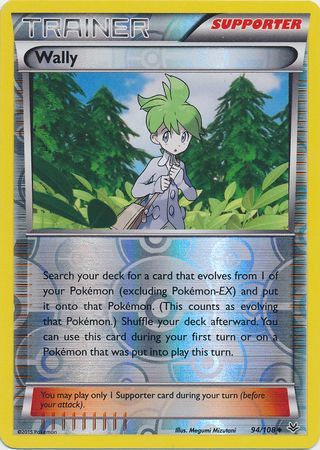 TRAINER
SUPPORTER
Wally
Search your deck for a card that evolves from 1 of
your Pokémon (excluding Pokémon-EX) and put
it onto that Pokémon. (This counts as evolving
that Pokémon.) Shuffle your deck afterward. You
can use this card during your first turn or on a
Pokémon that was put into play this turn.
You may play only 1 Supporter card during your turn (before
your attack).
©2015 Pokémon
Illus. Megumi Mizutani
94/108